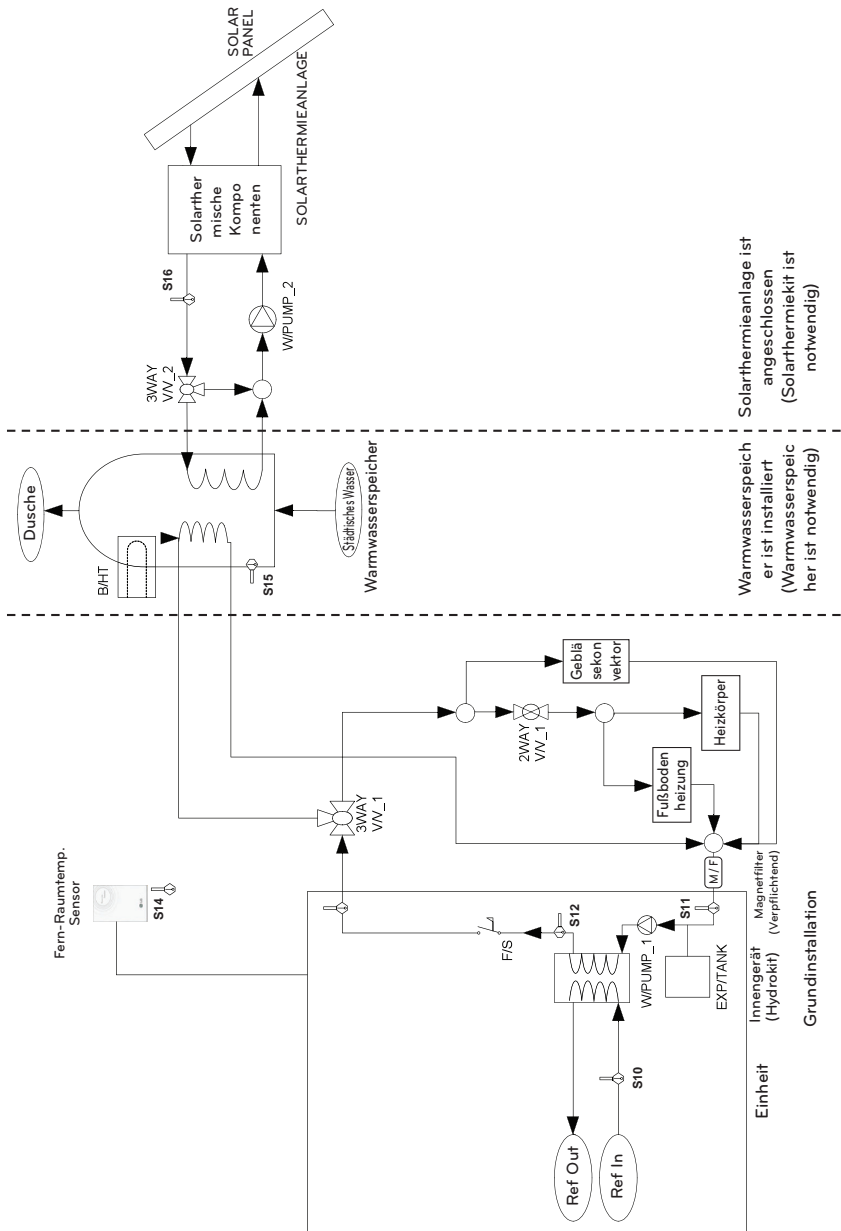 Fern-Raumtemp.
Sensor
S14
Ref Out
Ref In
S10
F/S
S12
W/PUMP_1
S11
EXP/TANK
Einheit
Innengerät
(Hydrokit)
Magnetfilter
(Verpflichtend)
M/F
Grundinstallation
3WAY
V/V_1
2WAY
V/V_1
Geblä
sekon
vektor
Heizkörper
Fußboden
heizung
Dusche
B/HT
S15
Städtisches Wasser
Warmwasserspeicher
Warmwasserspeich
er ist installiert
(Warmwasserspeic
her ist notwendig)
3WAY
V/V_2
S16
W/PUMP_2
Solarther
mische
Kompo
nenten
SOLAR
PANEL
SOLARTHERMIEANLAGE
Solarthermieanlage ist
angeschlossen
(Solarthermiekit ist
notwendig)